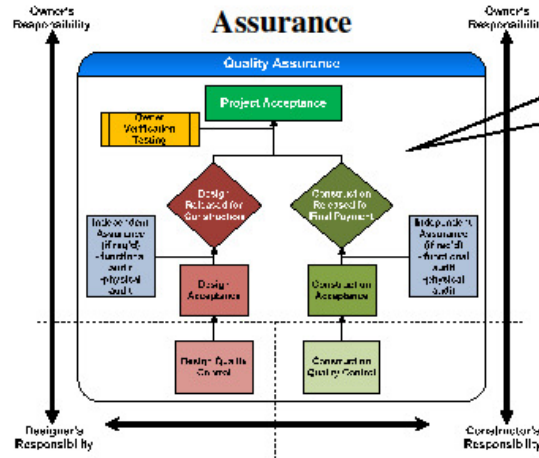 Owner's
Responsibility
Assurance
Owner's
Responsibility
Quality Assurance
Project Acceptance
Owner
Verification
Testing
Design
Released for
Construction
Construction
Released for
Final Payment
Independent
Assurance
(if req'd)
-functional
audit
-physical
audit
Independent
Assurance
(if req'd)
-functional
audit
-physical
audit
Design
Acceptance
Construction
Acceptance
Design Quality
Control
Construction
Quality Control
Designer's
Responsibility
Constructor's
Responsibility